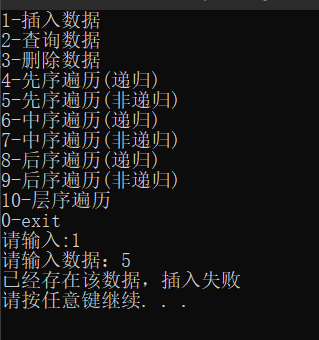 1-插入数据
2-查询数据
3-删除数据
4-先序遍历(递归)
5-先序遍历(非递归)
6-中序遍历(递归)
7-中序遍历(非递归)
8-后序遍历(递归)
9-后序遍历(非递归)
10-层序遍历
0-exit
请输入:1
请输入数据：5
已经存在该数据，插入失败
请按任意键继续. . .